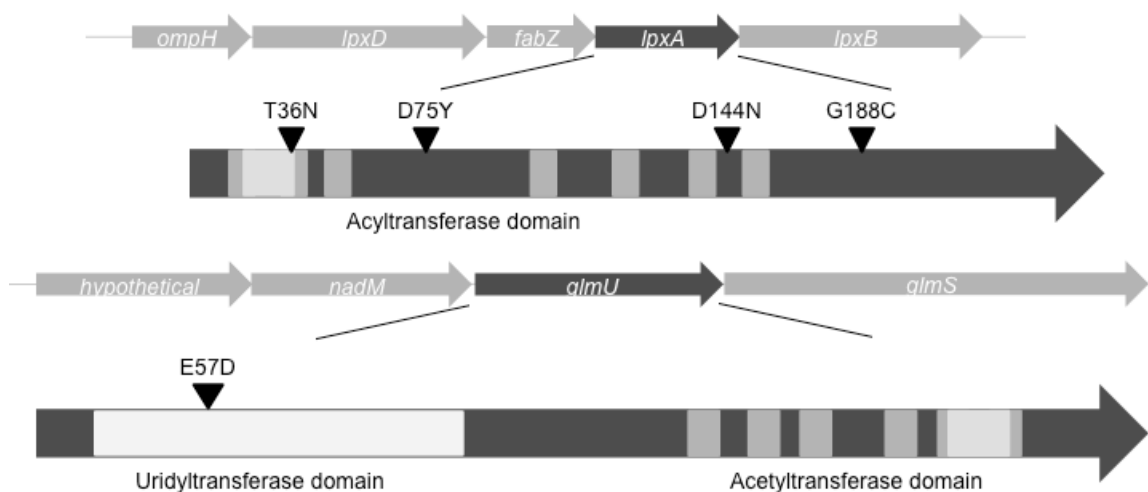 ompH lpxD fabZ lpxA lpxB
T36N D75Y D144N G188C
Acyltransferase domain
hypothetical nadM glmU glmS
E57D
Uridyltransferase domain Acetyltransferase domain